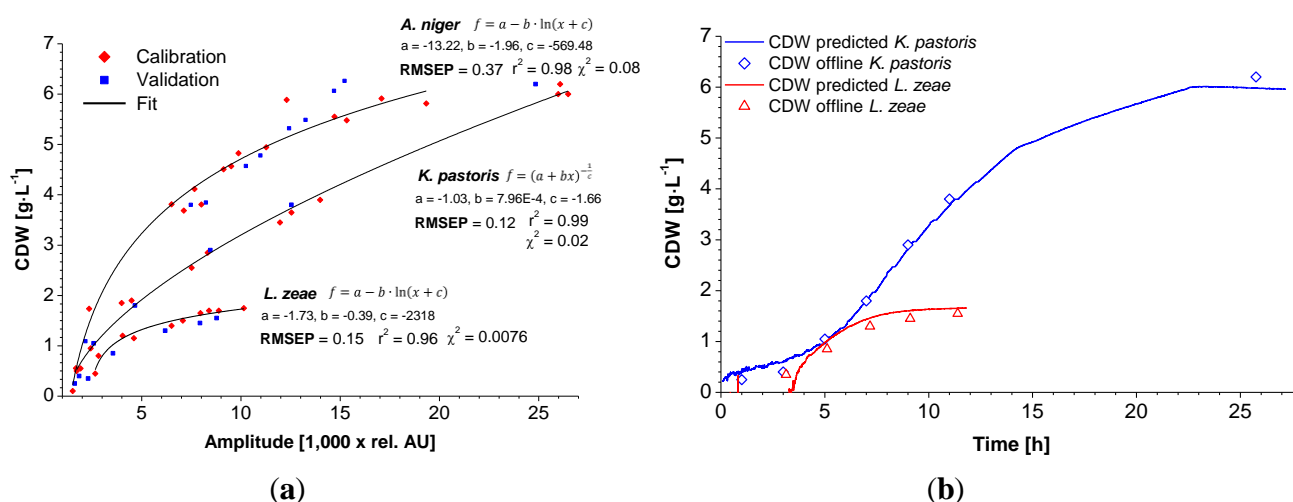 A. niger f = a − b · ln(x + c)
a = -13.22, b = -1.96, c = -569.48
RMSEP = 0.37 r² = 0.98 χ² = 0.08
Calibration
Validation
Fit
K. pastoris f = (a + bx)^(−1/c)
a = -1.03, b = 7.96E-4, c = -1.66
RMSEP = 0.12 r² = 0.99
χ² = 0.02
L. zeae f = a − b · ln(x + c)
a = -1.73, b = -0.39, c = -2318
RMSEP = 0.15 r² = 0.96 χ² = 0.0076
CDW [g·L⁻¹]
7
6
5
4
3
2
1
0
5 10 15 20 25
Amplitude [1,000 x rel. AU]
(a)
CDW predicted K. pastoris
CDW offline K. pastoris
CDW predicted L. zeae
CDW offline L. zeae
CDW [g·L⁻¹]
7
6
5
4
3
2
1
0
0 5 10 15 20 25
Time [h]
(b)